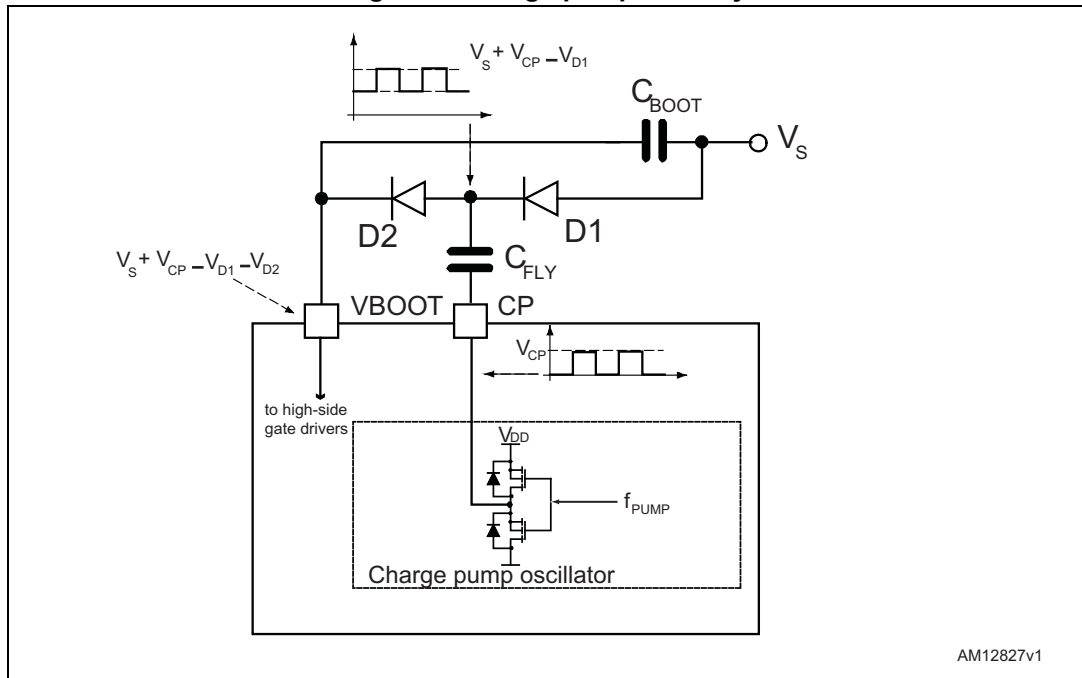 V_S + V_CP – V_D1
C_BOOT
V_S
D2
D1
C_FLY
V_S + V_CP – V_D1 – V_D2
VBOOT
CP
V_CP
to high-side
gate drivers
V_DD
f_PUMP
Charge pump oscillator
AM12827v1